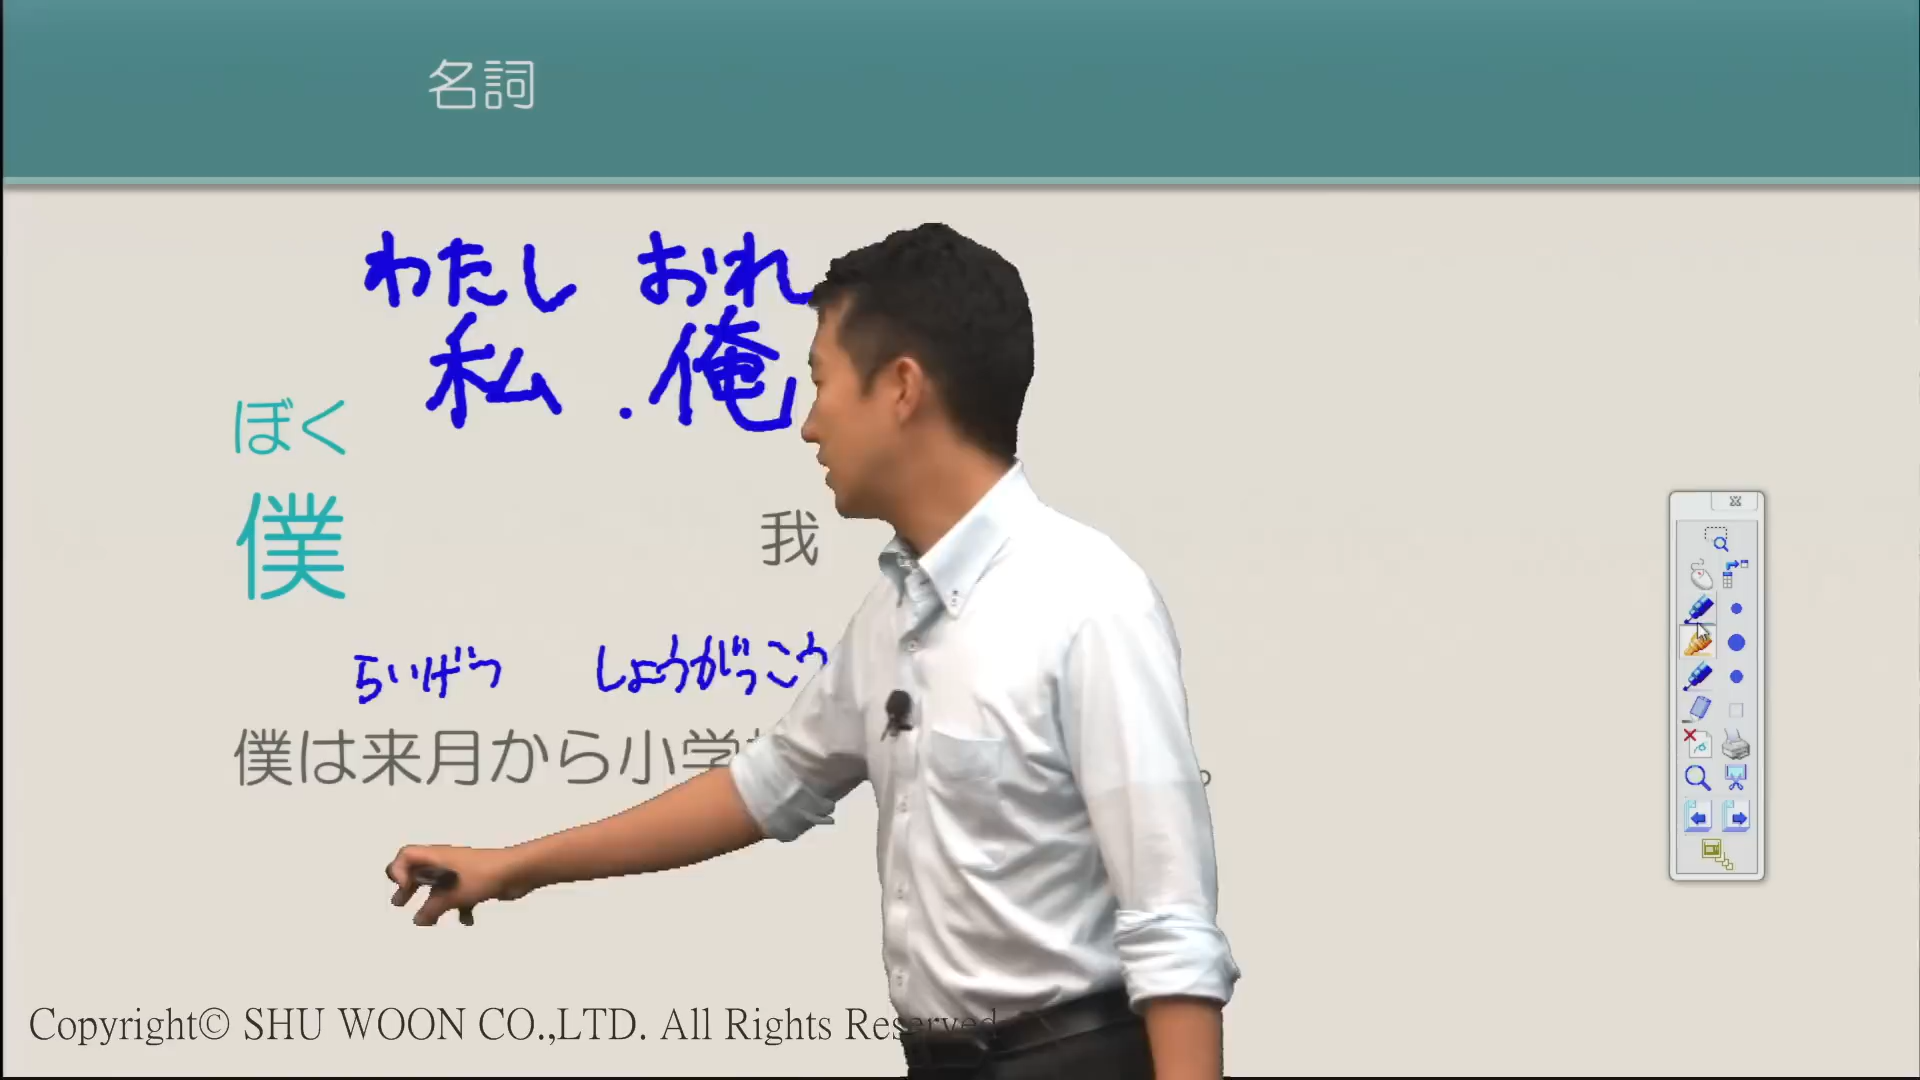 名詞
わたし おれ
私.俺
ぼく
僕
我
らいげつ しょうがっこう
僕は来月から小学
Copyright© SHU WOON CO.,LTD. All Rights Reserved